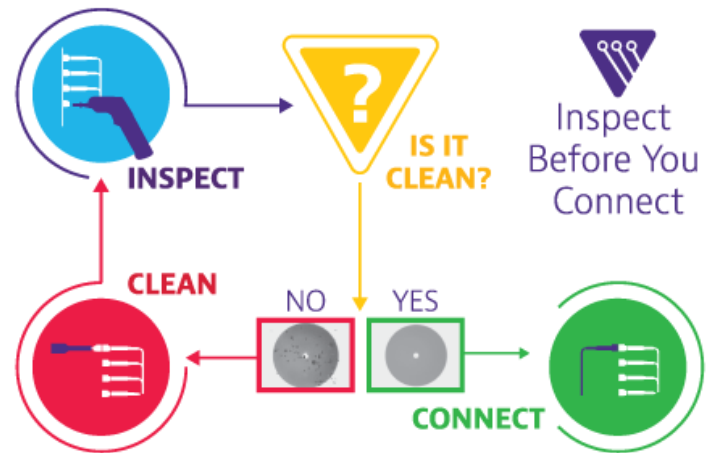 INSPECT
?
IS IT
CLEAN?
Inspect
Before You
Connect
CLEAN
NO
YES
CONNECT